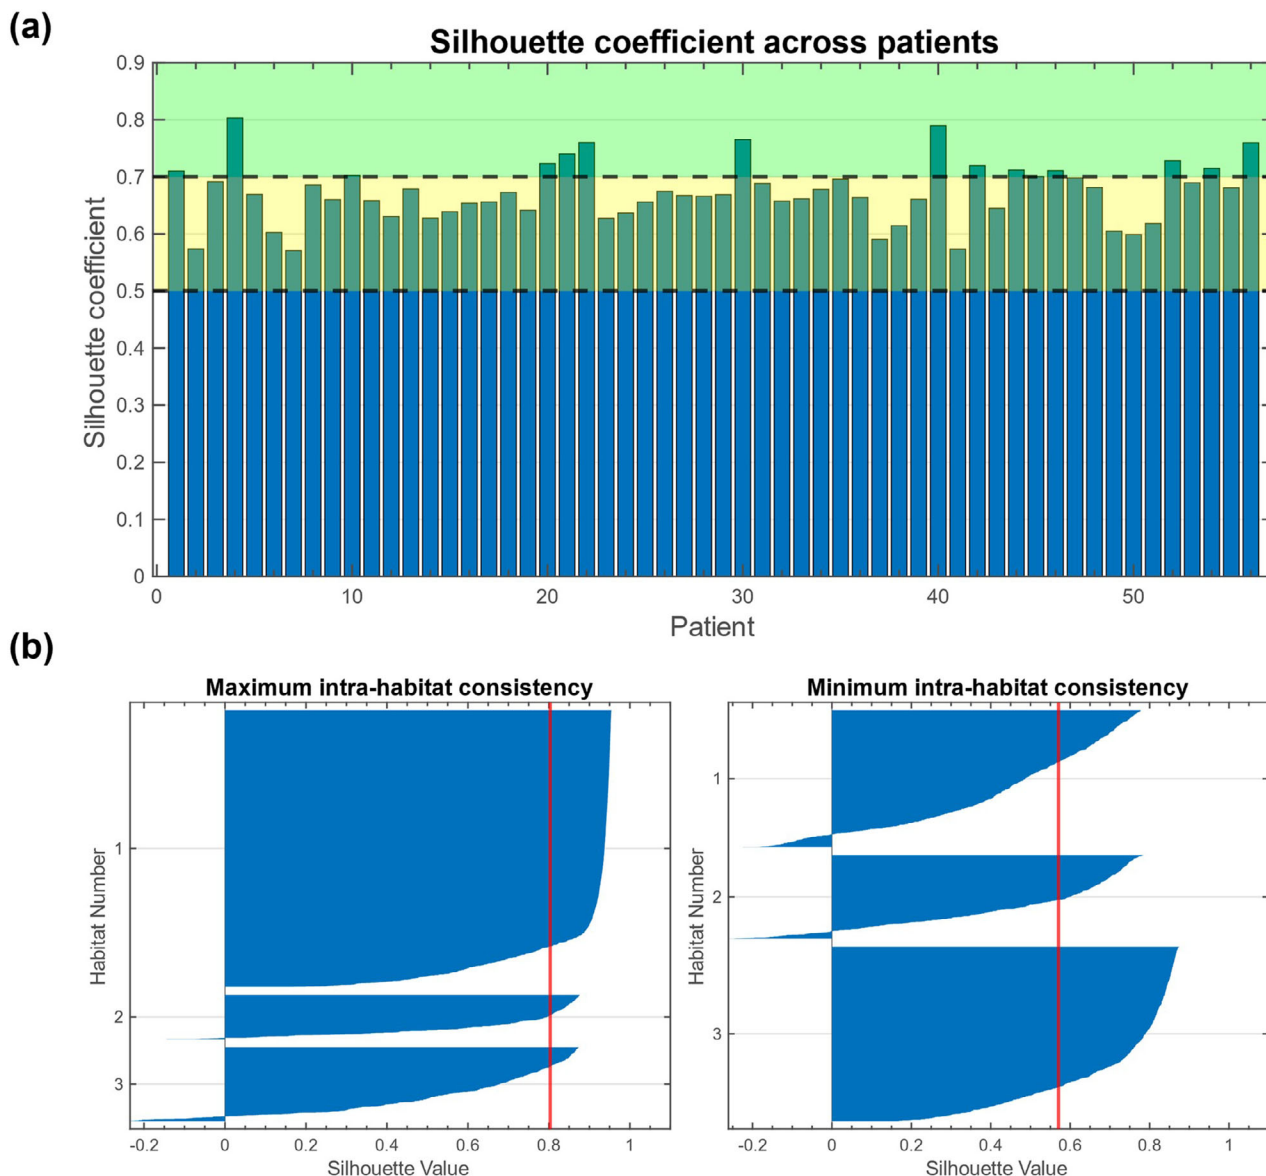 (a)
Silhouette coefficient across patients
Silhouette coefficient
0.9
0.8
0.7
0.6
0.5
0.4
0.3
0.2
0.1
0
0 10 20 30 40 50
Patient
(b)
Maximum intra-habitat consistency
Habitat Number
1
2
3
-0.2 0 0.2 0.4 0.6 0.8 1
Silhouette Value
Minimum intra-habitat consistency
Habitat Number
1
2
3
-0.2 0 0.2 0.4 0.6 0.8 1
Silhouette Value